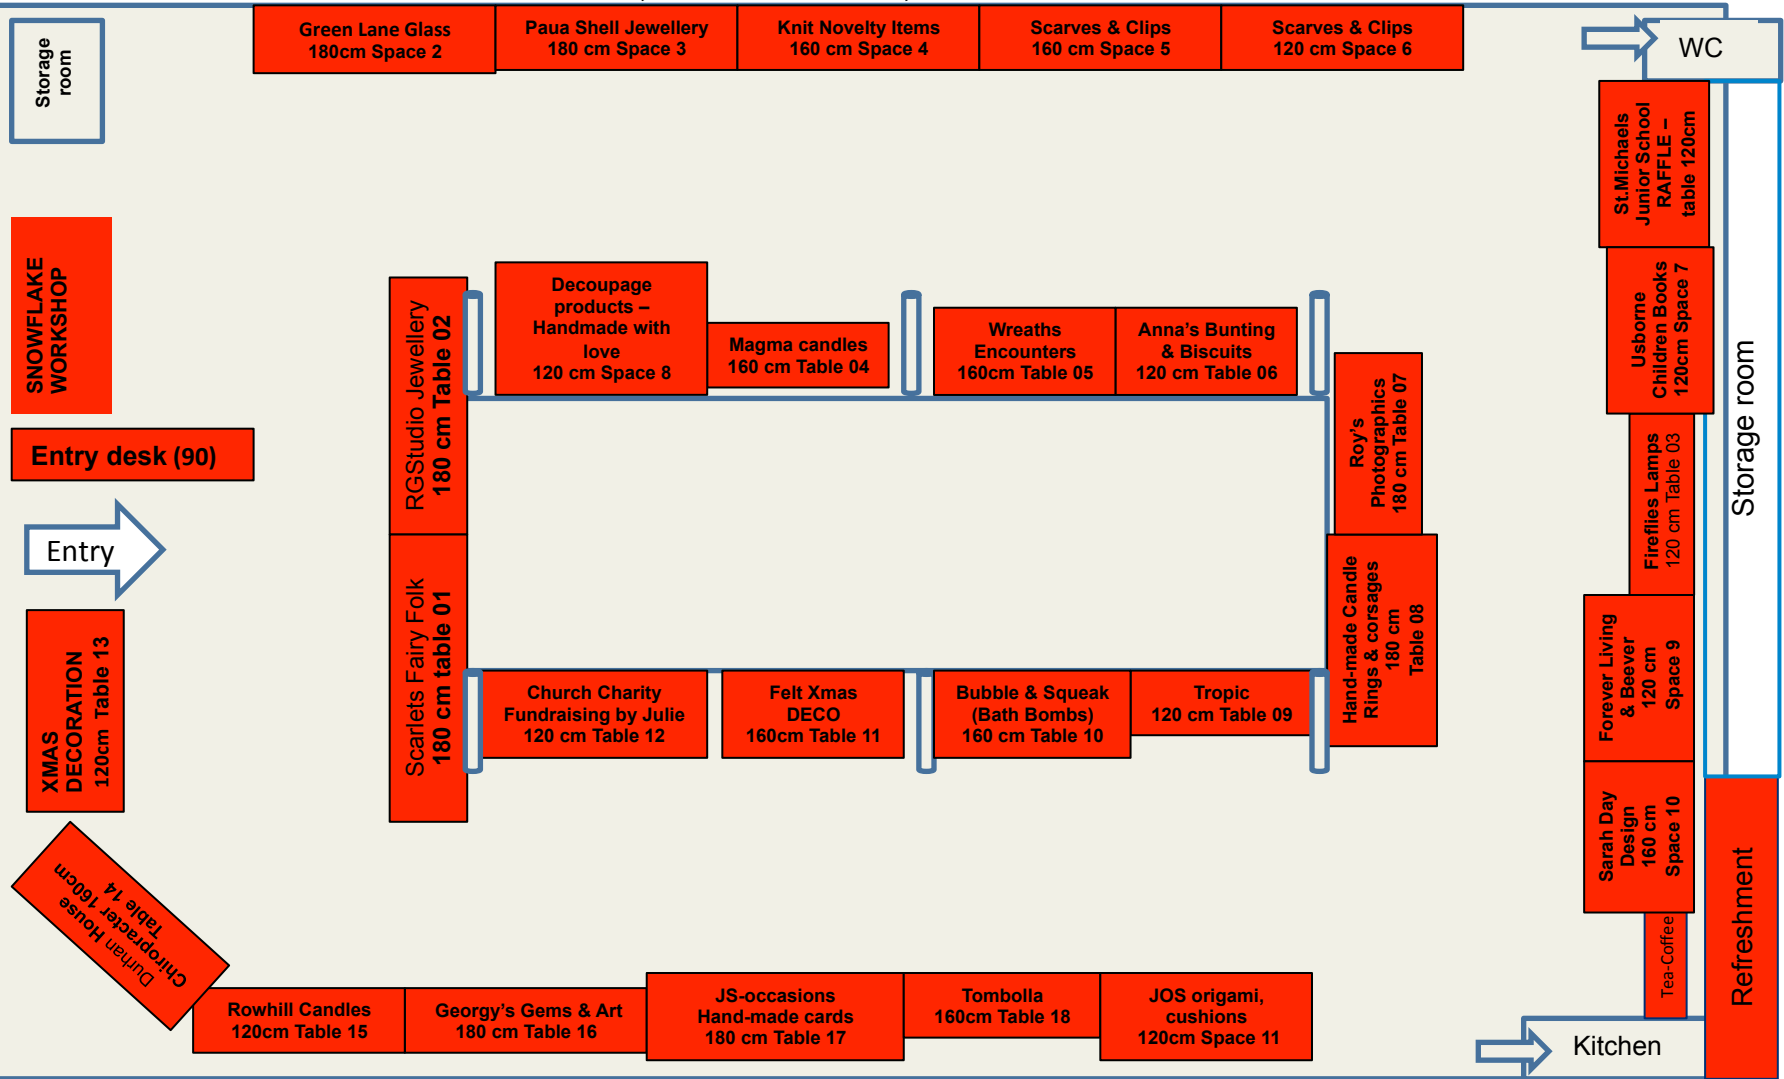 Storage
room
Green Lane Glass
180cm Space 2
Paua Shell Jewellery
180 cm Space 3
Knit Novelty Items
160 cm Space 4
Scarves & Clips
160 cm Space 5
Scarves & Clips
120 cm Space 6
WC
St.Michaels
Junior School
RAFFLE –
table 120cm
SNOWFLAKE
WORKSHOP
Entry desk (90)
Entry
RGStudio Jewellery
180 cm Table 02
Decoupage
products –
Handmade with
love
120 cm Space 8
Magma candles
160 cm Table 04
Wreaths
Encounters
160cm Table 05
Anna’s Bunting
& Biscuits
120 cm Table 06
Roy’s
Photographics
180 cm Table 07
Usborne
Children Books
120cm Space 7
Fireflies Lamps
120 cm Table 03
Storage room
Scarlets Fairy Folk
180 cm table 01
Church Charity
Fundraising by Julie
120 cm Table 12
Felt Xmas
DECO
160cm Table 11
Bubble & Squeak
(Bath Bombs)
160 cm Table 10
Tropic
120 cm Table 09
Hand-made Candle
Rings & corsages
180 cm
Table 08
Forever Living
& Beever
120 cm
Space 9
XMAS
DECORATION
120cm Table 13
Sarah Day
Design
160 cm
Space 10
Durhan House
Chiropracter 160cm
Table 14
Tea-Coffee
Refreshment
Rowhill Candles
120cm Table 15
Georgy’s Gems & Art
180 cm Table 16
JS-occasions
Hand-made cards
180 cm Table 17
Tombolla
160cm Table 18
JOS origami,
cushions
120cm Space 11
Kitchen